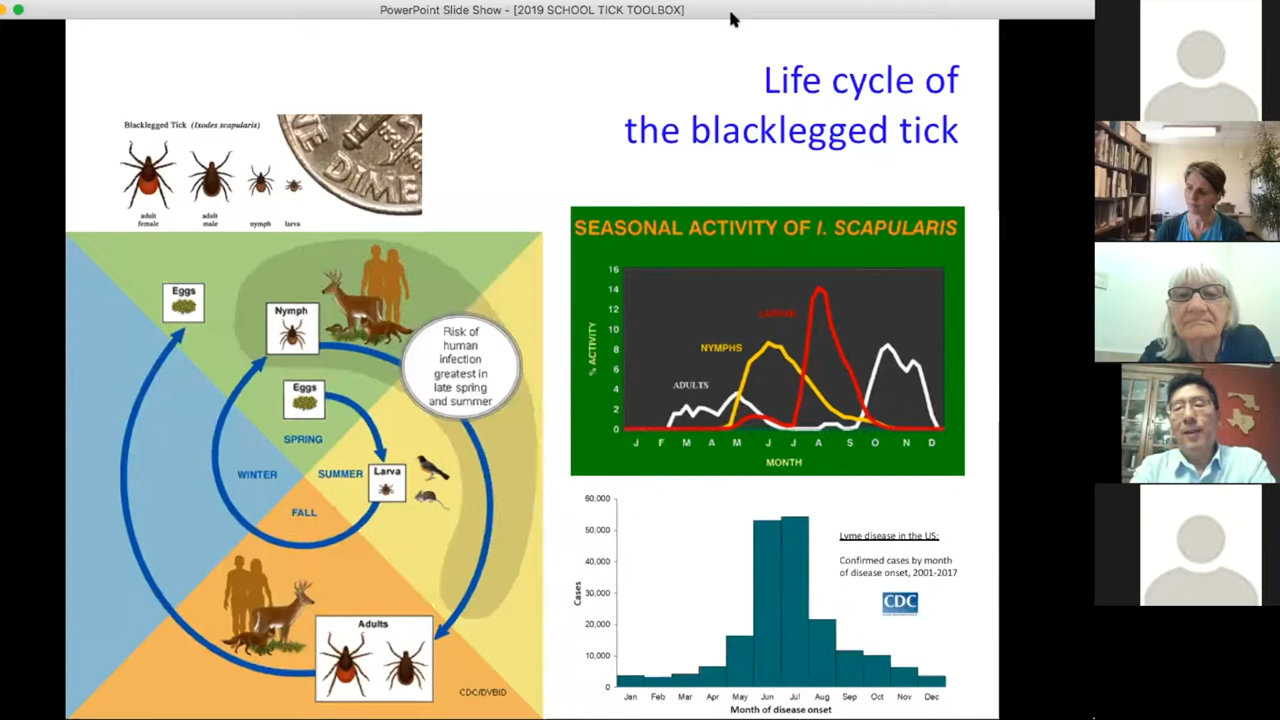 PowerPoint Slide Show - [2019 SCHOOL TICK TOOLBOX]
Life cycle of
the blacklegged tick
Blacklegged Tick (Ixodes scapularis)
NE DIME
adult
female
adult
male
nymph
larva
Eggs
Nymph
Risk of
human
infection
greatest in
late spring
and summer
Eggs
SPRING
WINTER
SUMMER
Larva
FALL
Adults
CDC/DVBID
SEASONAL ACTIVITY OF I. SCAPULARIS
16
14
12
10
8
6
4
2
0
% ACTIVITY
LARVAE
NYMPHS
ADULTS
J F M A M J J A S O N D
MONTH
60,000
50,000
40,000
30,000
20,000
10,000
0
Cases
Lyme disease in the US:
Confirmed cases by month
of disease onset, 2001-2017
CDC
Jan Feb Mar Apr May Jun Jul Aug Sep Oct Nov Dec
Month of disease onset